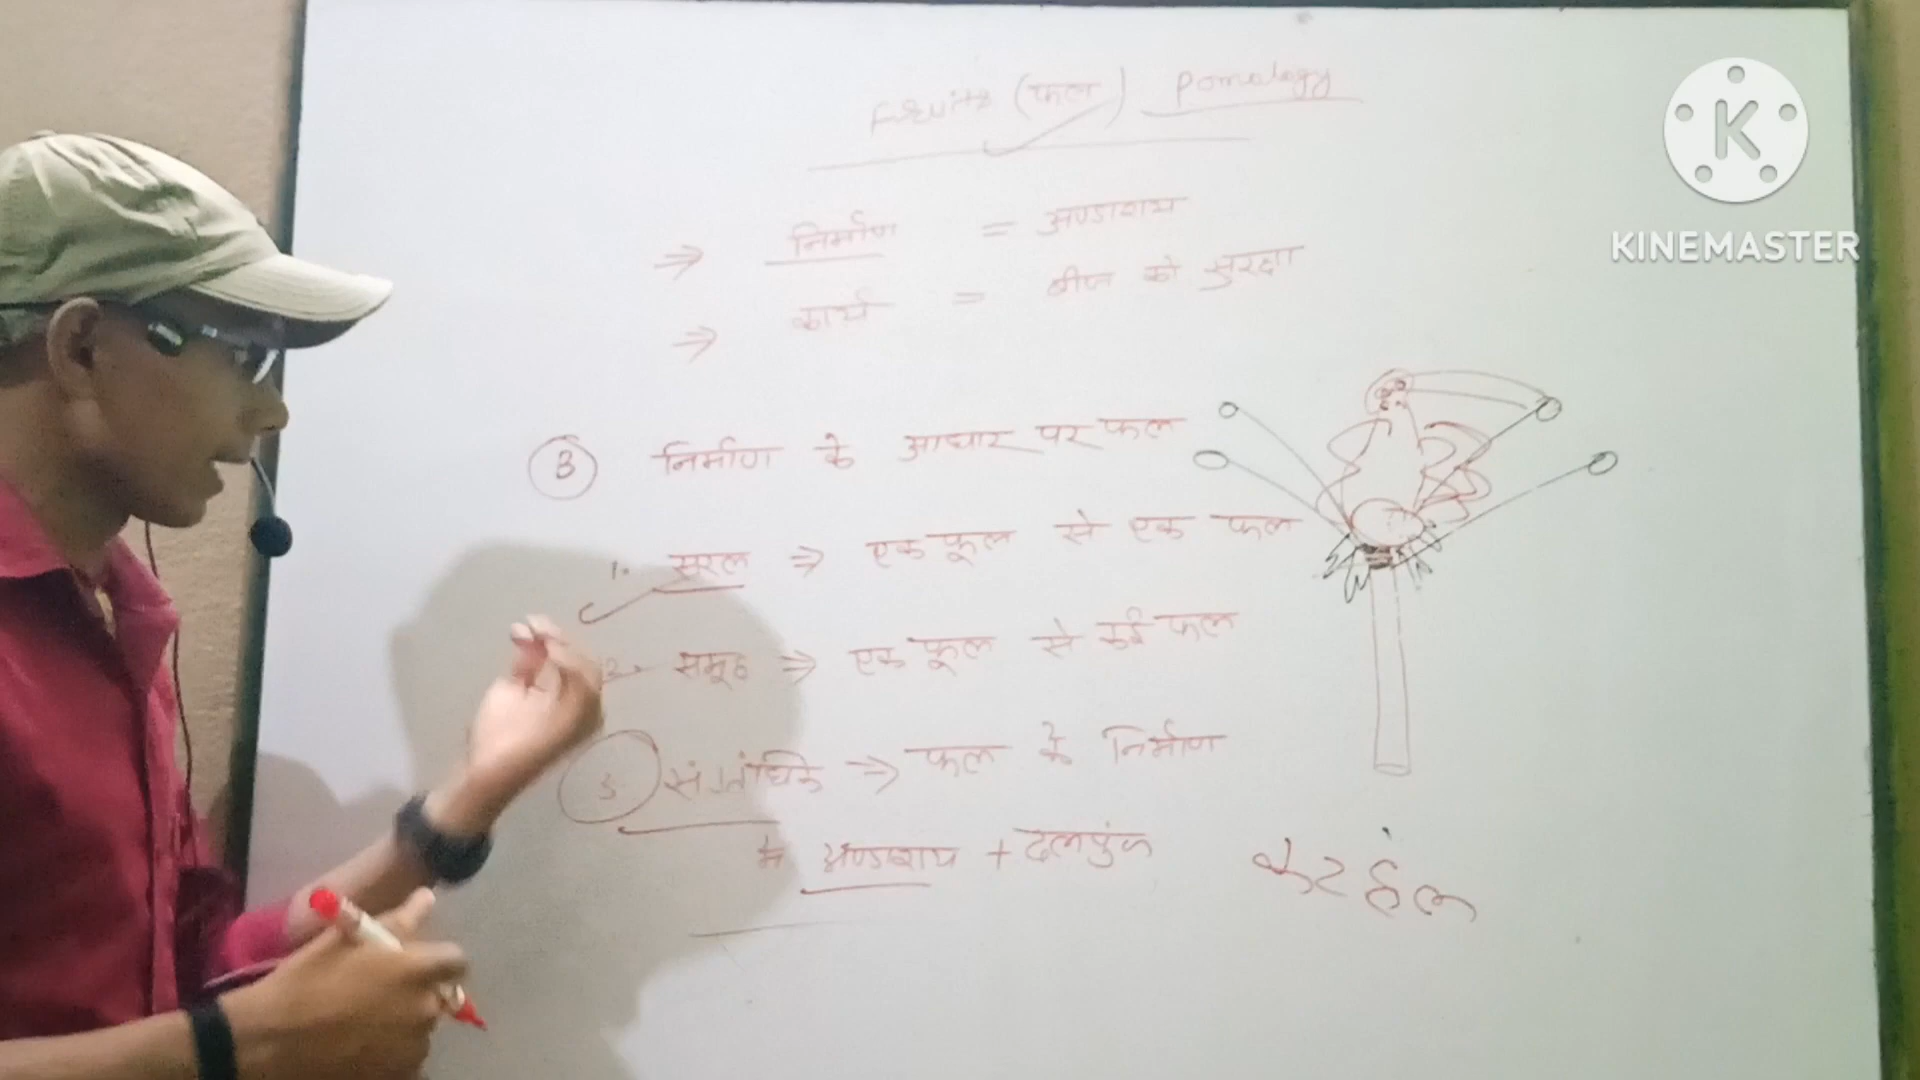 Fruits (फल) Pomology
⇒ निर्माण = अण्डाशय
⇒ कार्य = बीज को सुरक्षा
B निर्माण के आधार पर फल
1. सरल ⇒ एक फूल से एक फल
2. समूह ⇒ एक फूल से कई फल
3 ⇒ फल के निर्माण
में अण्डाशय + दलपुंज
कटहल
K
KINEMASTER